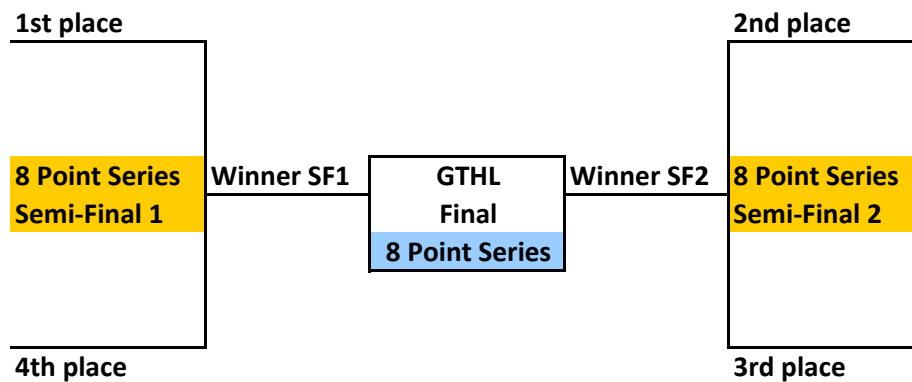 1st place
2nd place
8 Point Series
Semi-Final 1
Winner SF1
GTHL
Final
8 Point Series
Winner SF2
8 Point Series
Semi-Final 2
4th place
3rd place